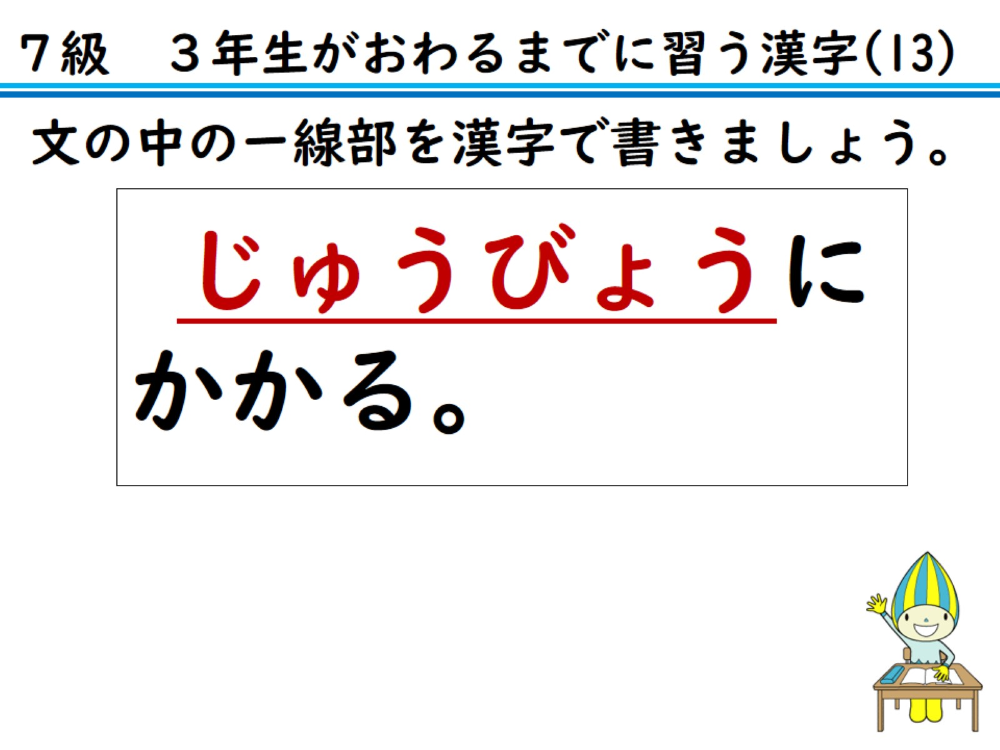 ７級　３年生がおわるまでに習う漢字(13)
文の中の一線部を漢字で書きましょう。
じゅうびょうに
かかる。